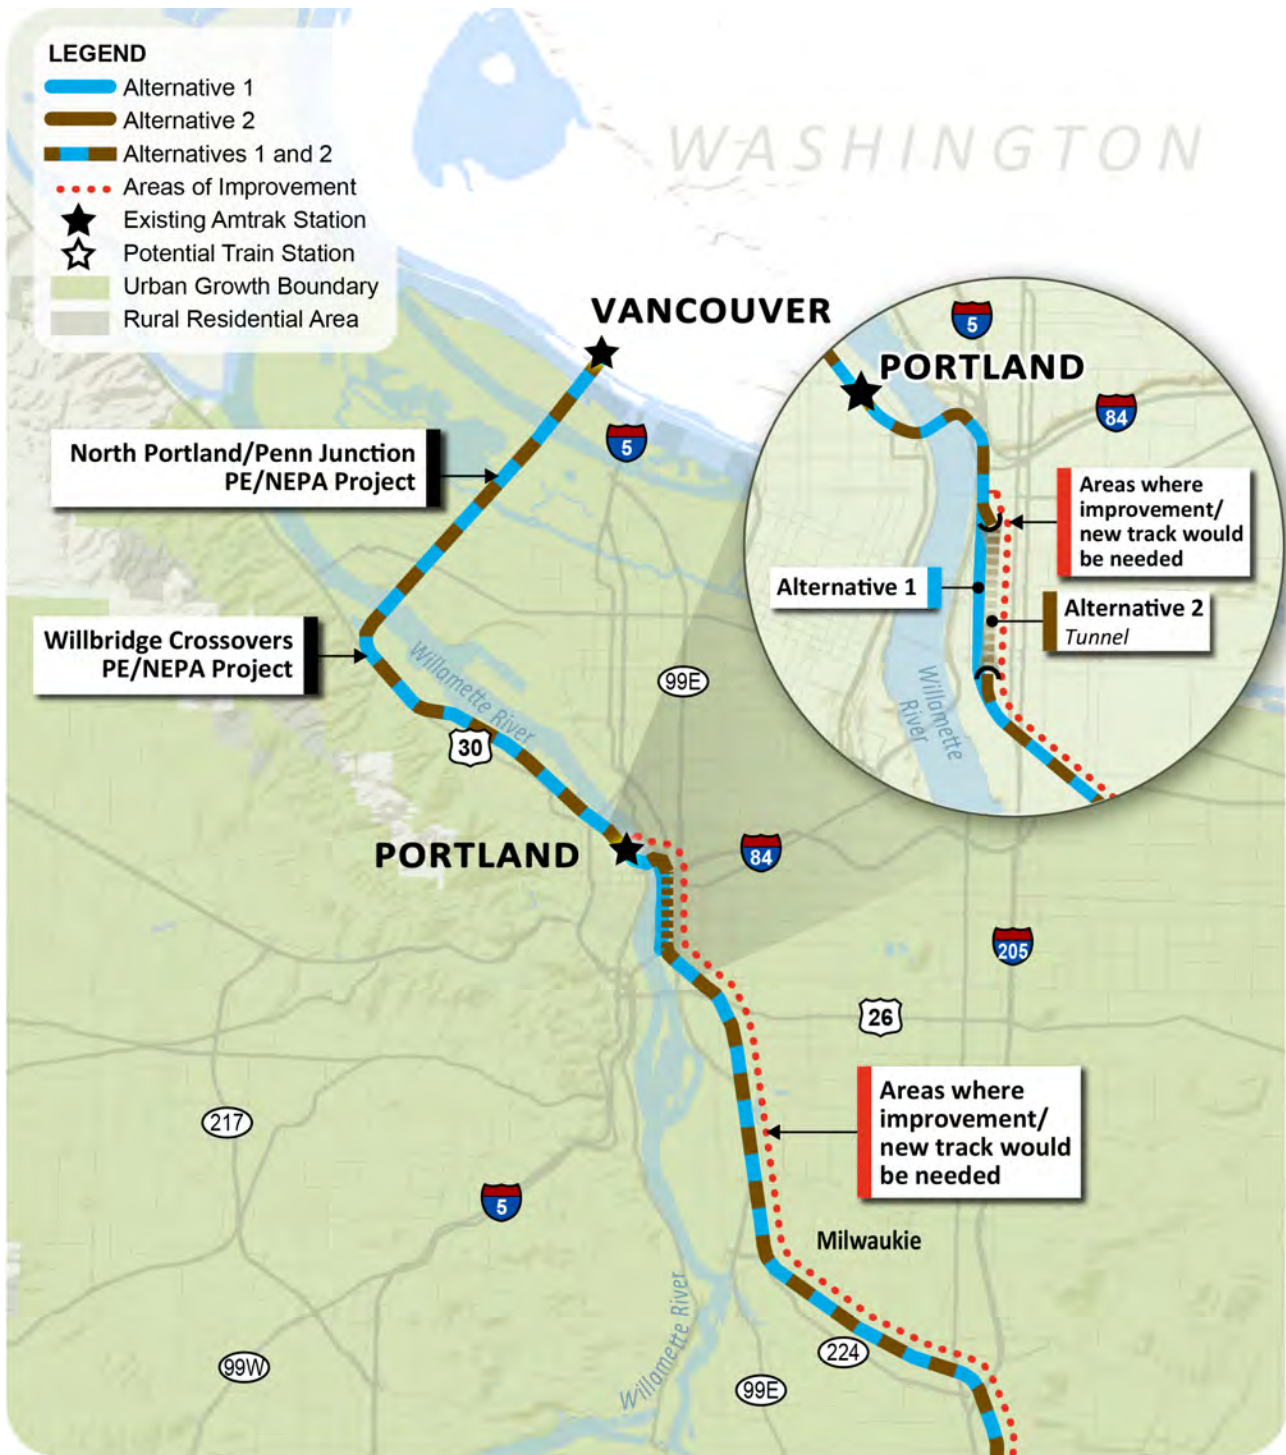 LEGEND
Alternative 1
Alternative 2
Alternatives 1 and 2
Areas of Improvement
Existing Amtrak Station
Potential Train Station
Urban Growth Boundary
Rural Residential Area
WASHINGTON
VANCOUVER
5
North Portland/Penn Junction
PE/NEPA Project
Willbridge Crossovers
PE/NEPA Project
Willamette River
30
99E
5
PORTLAND
84
Areas where
improvement/
new track would
be needed
Alternative 1
Alternative 2
Tunnel
Willamette
River
PORTLAND
84
205
26
Areas where
improvement/
new track would
be needed
217
5
Milwaukie
Willamette River
224
99W
99E